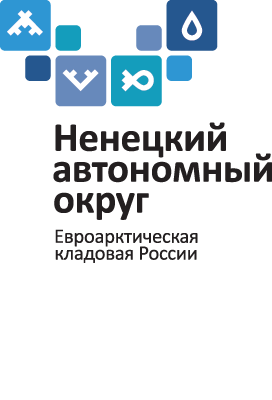 Ненецкий
автономный
округ
Евроарктическая
кладовая России